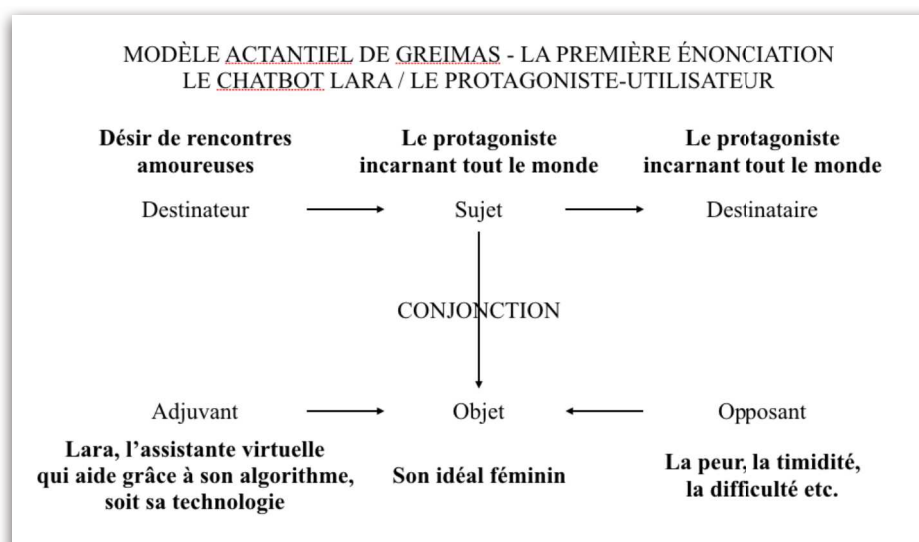 MODÈLE ACTANTIEL DE GREIMAS - LA PREMIÈRE ÉNONCIATION
LE CHATBOT LARA / LE PROTAGONISTE-UTILISATEUR
Désir de rencontres
amoureuses
Le protagoniste
incarnant tout le monde
Le protagoniste
incarnant tout le monde
Destinateur
Sujet
Destinataire
CONJONCTION
Adjuvant
Objet
Opposant
Lara, l’assistante virtuelle
qui aide grâce à son algorithme,
soit sa technologie
Son idéal féminin
La peur, la timidité,
la difficulté etc.